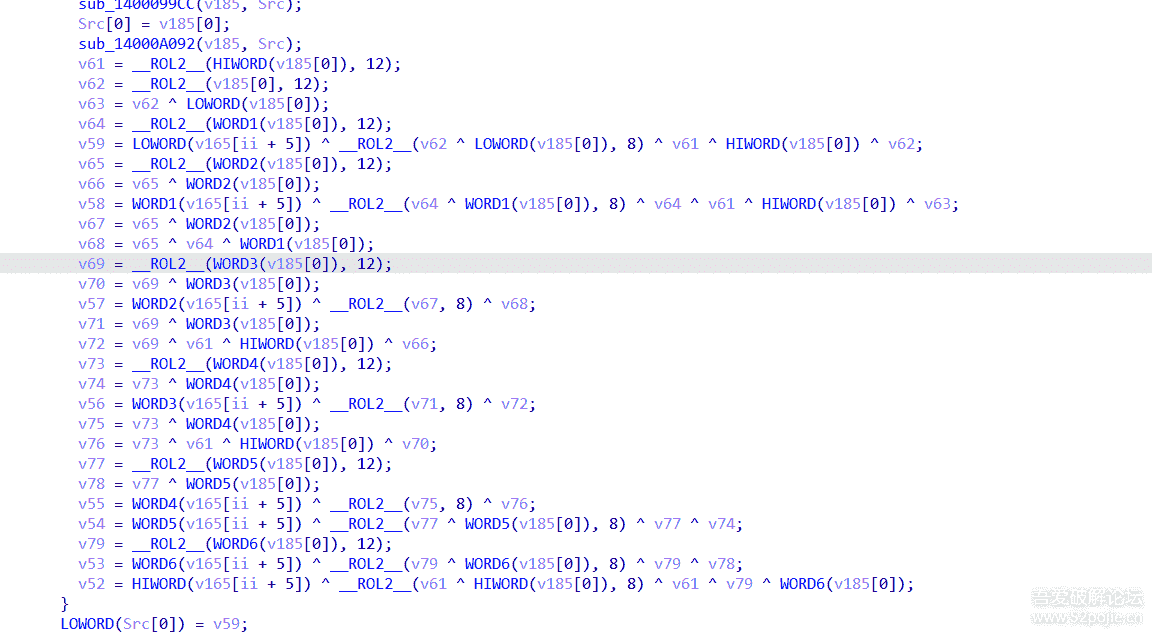 sub_1400099CC(v185, Src);
Src[0] = v185[0];
sub_14000A092(v185, Src);
v61 = __ROL2__(HIWORD(v185[0]), 12);
v62 = __ROL2__(v185[0], 12);
v63 = v62 ^ LOWORD(v185[0]);
v64 = __ROL2__(WORD1(v185[0]), 12);
v59 = LOWORD(v165[ii + 5]) ^ __ROL2__(v62 ^ LOWORD(v185[0]), 8) ^ v61 ^ HIWORD(v185[0]) ^ v62;
v65 = __ROL2__(WORD2(v185[0]), 12);
v66 = v65 ^ WORD2(v185[0]);
v58 = WORD1(v165[ii + 5]) ^ __ROL2__(v64 ^ WORD1(v185[0]), 8) ^ v64 ^ v61 ^ HIWORD(v185[0]) ^ v63;
v67 = v65 ^ WORD2(v185[0]);
v68 = v65 ^ v64 ^ WORD1(v185[0]);
v69 = __ROL2__(WORD3(v185[0]), 12);
v70 = v69 ^ WORD3(v185[0]);
v57 = WORD2(v165[ii + 5]) ^ __ROL2__(v67, 8) ^ v68;
v71 = v69 ^ WORD3(v185[0]);
v72 = v69 ^ v61 ^ HIWORD(v185[0]) ^ v66;
v73 = __ROL2__(WORD4(v185[0]), 12);
v74 = v73 ^ WORD4(v185[0]);
v56 = WORD3(v165[ii + 5]) ^ __ROL2__(v71, 8) ^ v72;
v75 = v73 ^ WORD4(v185[0]);
v76 = v73 ^ v61 ^ HIWORD(v185[0]) ^ v70;
v77 = __ROL2__(WORD5(v185[0]), 12);
v78 = v77 ^ WORD5(v185[0]);
v55 = WORD4(v165[ii + 5]) ^ __ROL2__(v75, 8) ^ v76;
v54 = WORD5(v165[ii + 5]) ^ __ROL2__(v77 ^ WORD5(v185[0]), 8) ^ v77 ^ v74;
v79 = __ROL2__(WORD6(v185[0]), 12);
v53 = WORD6(v165[ii + 5]) ^ __ROL2__(v79 ^ WORD6(v185[0]), 8) ^ v79 ^ v78;
v52 = HIWORD(v165[ii + 5]) ^ __ROL2__(v61 ^ HIWORD(v185[0]), 8) ^ v61 ^ v79 ^ WORD6(v185[0]);
}
LOWORD(Src[0]) = v59;
吾爱破解论坛
www.52pojie.cn